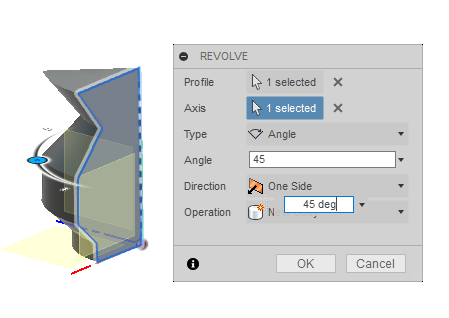 REVOLVE
Profile 1 selected
Axis 1 selected
Type Angle
Angle 45
Direction One Side
45 deg
Operation
OK Cancel